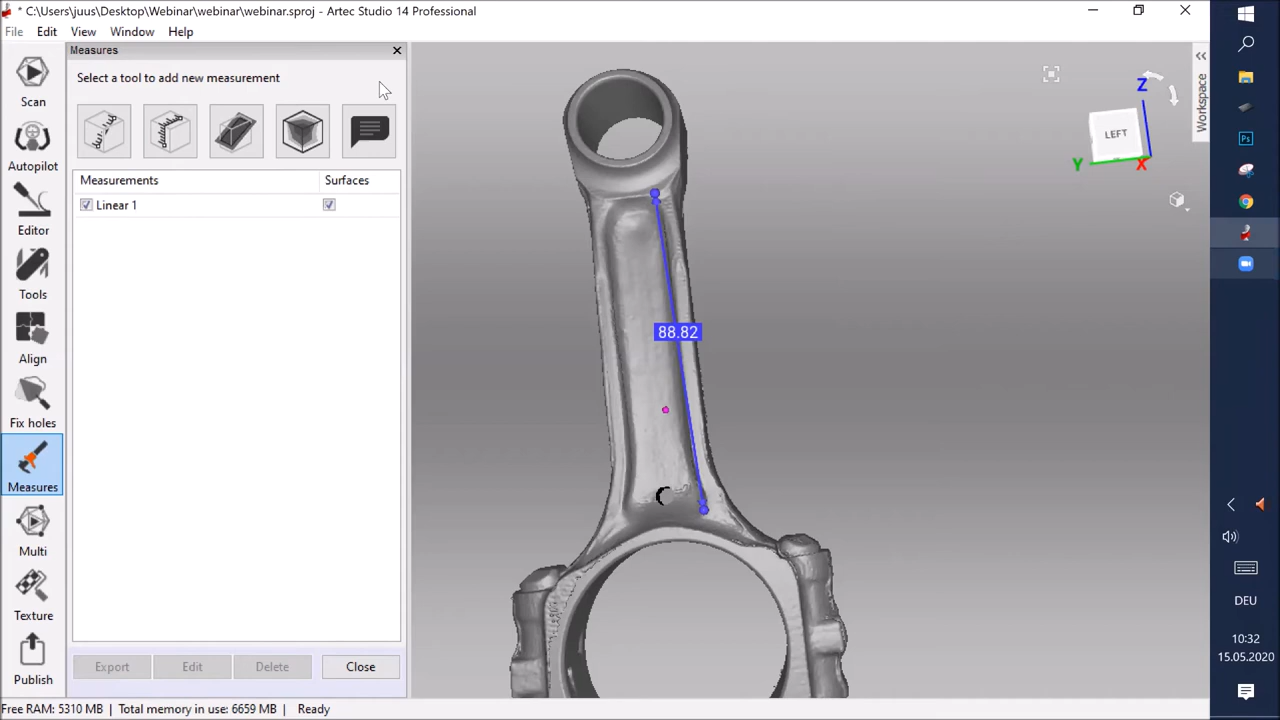 * C:\Users\juus\Desktop\Webinar\webinar.sproj - Artec Studio 14 Professional
File Edit View Window Help
Measures
Select a tool to add new measurement
Measurements Surfaces
Linear 1
Scan
Autopilot
Editor
Tools
Align
Fix holes
Measures
Multi
Texture
Publish
Export Edit Delete Close
Free RAM: 5310 MB | Total memory in use: 6659 MB | Ready
88.82
Z
LEFT
Y
X
Workspace
Ps
DEU
10:32
15.05.2020